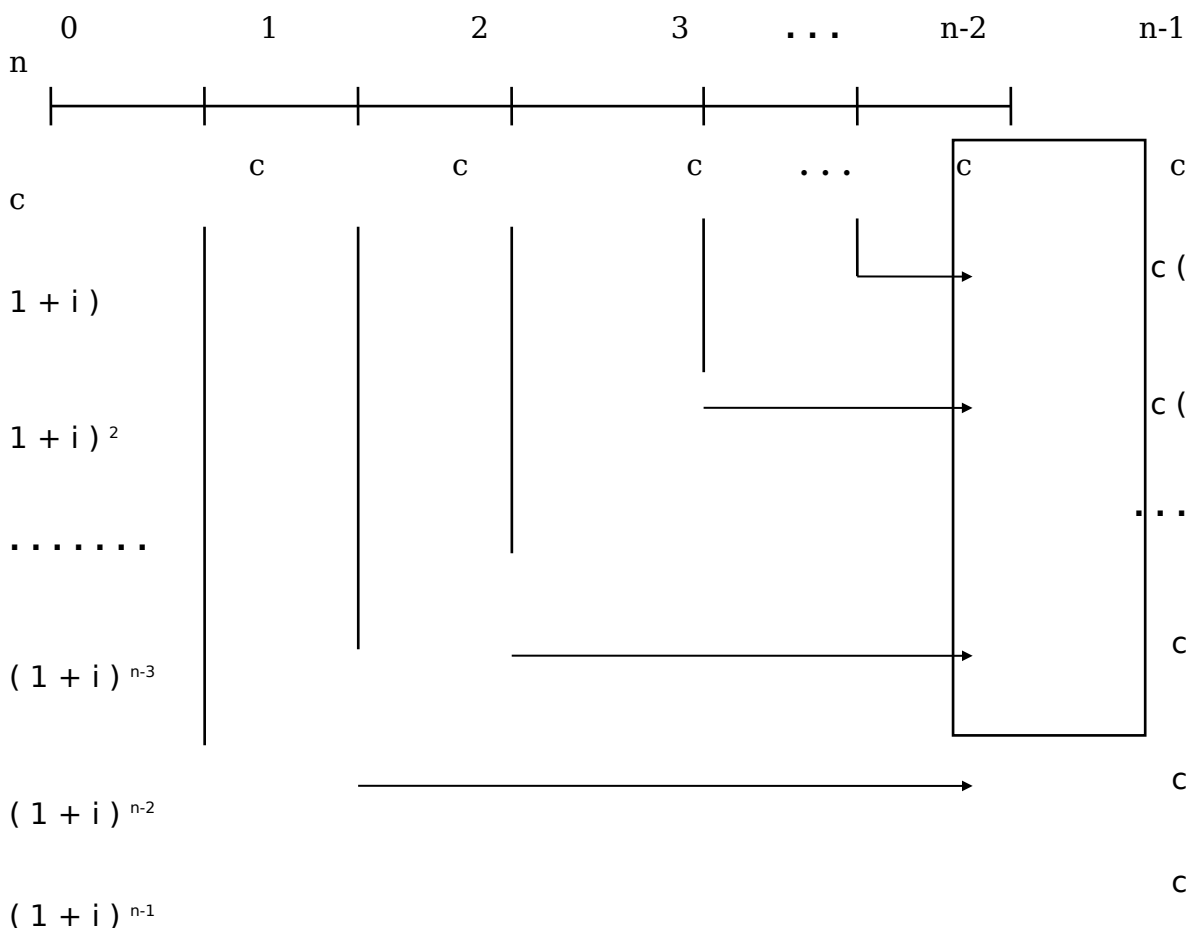 0 1 2 3 . . . n-2 n-1
n
c c c . . . c c
c
c (
1 + i )
c (
1 + i ) ²
. . .
. . . . . . .
c
( 1 + i ) ⁿ⁻³
c
( 1 + i ) ⁿ⁻²
c
( 1 + i ) ⁿ⁻¹